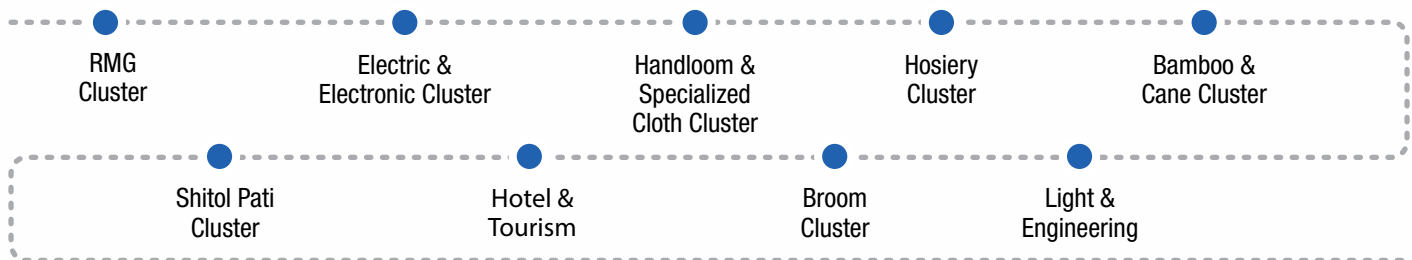 RMG
Cluster
Electric &
Electronic Cluster
Handloom &
Specialized
Cloth Cluster
Hosiery
Cluster
Bamboo &
Cane Cluster
Shitol Pati
Cluster
Hotel &
Tourism
Broom
Cluster
Light &
Engineering